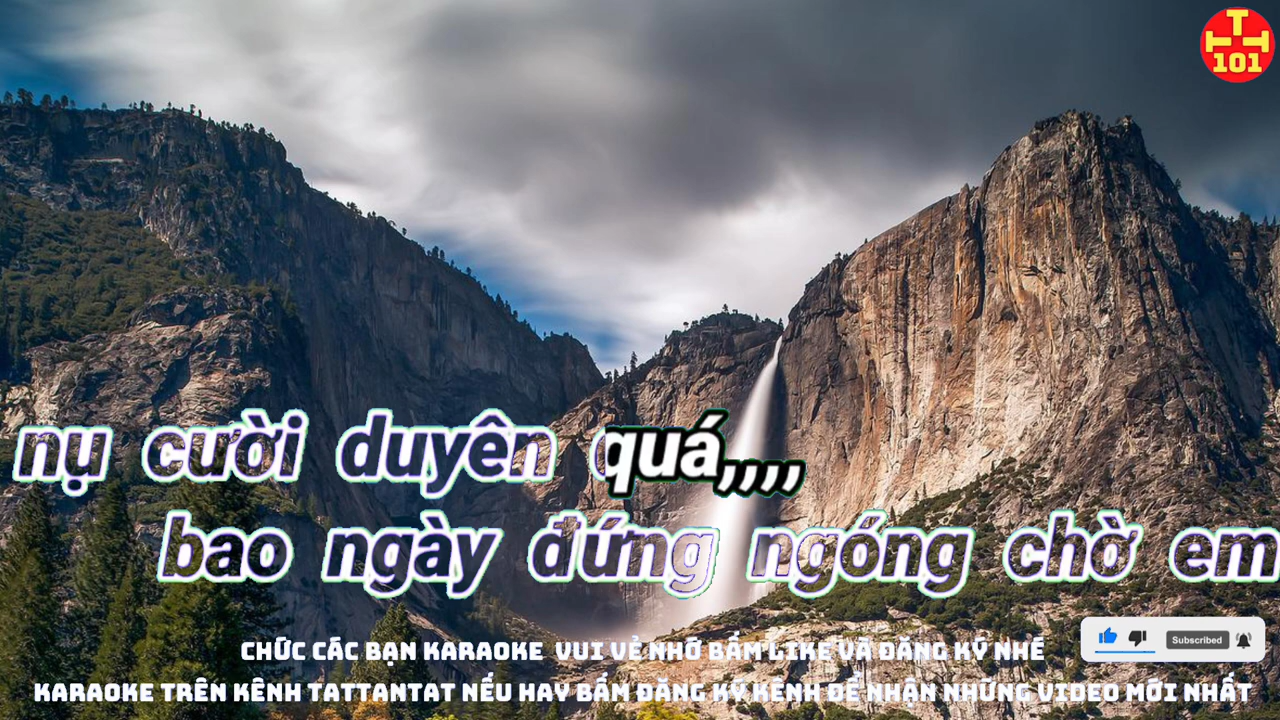 T
TT
101
nụ cười duyên quá,,,,
bao ngày đứng ngóng chờ em
CHỨC CÁC BẠN KARAOKE VUI VẺ NHỚ BẤM LIKE VÀ ĐĂNG KÝ NHÉ
Subscribed
KARAOKE TRÊN KÊNH TATTANTAT NẾU HAY BẤM ĐĂNG KÝ KÊNH ĐỂ NHẬN NHỮNG VIDEO MỚI NHẤT